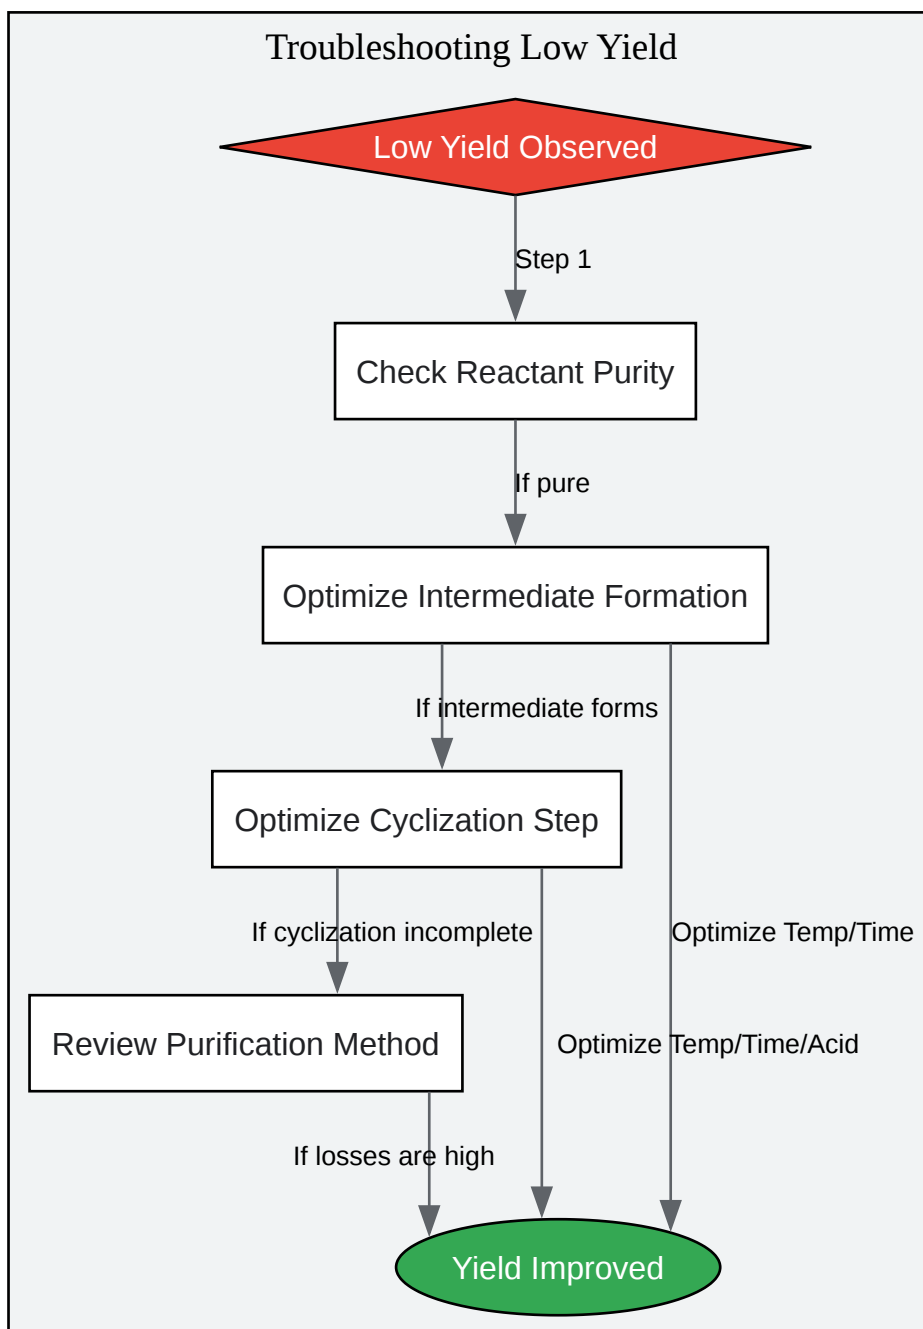 Troubleshooting Low Yield
Low Yield Observed
Step 1
Check Reactant Purity
If pure
Optimize Intermediate Formation
If intermediate forms
Optimize Cyclization Step
If cyclization incomplete
Optimize Temp/Time
Review Purification Method
Optimize Temp/Time/Acid
If losses are high
Yield Improved